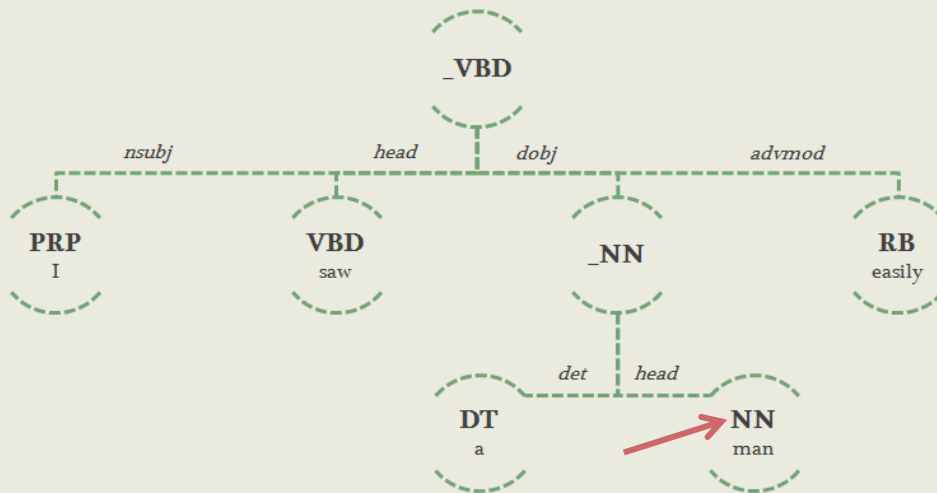 _VBD
nsubj head dobj advmod
PRP VBD _NN RB
I saw easily
det head
DT NN
a man